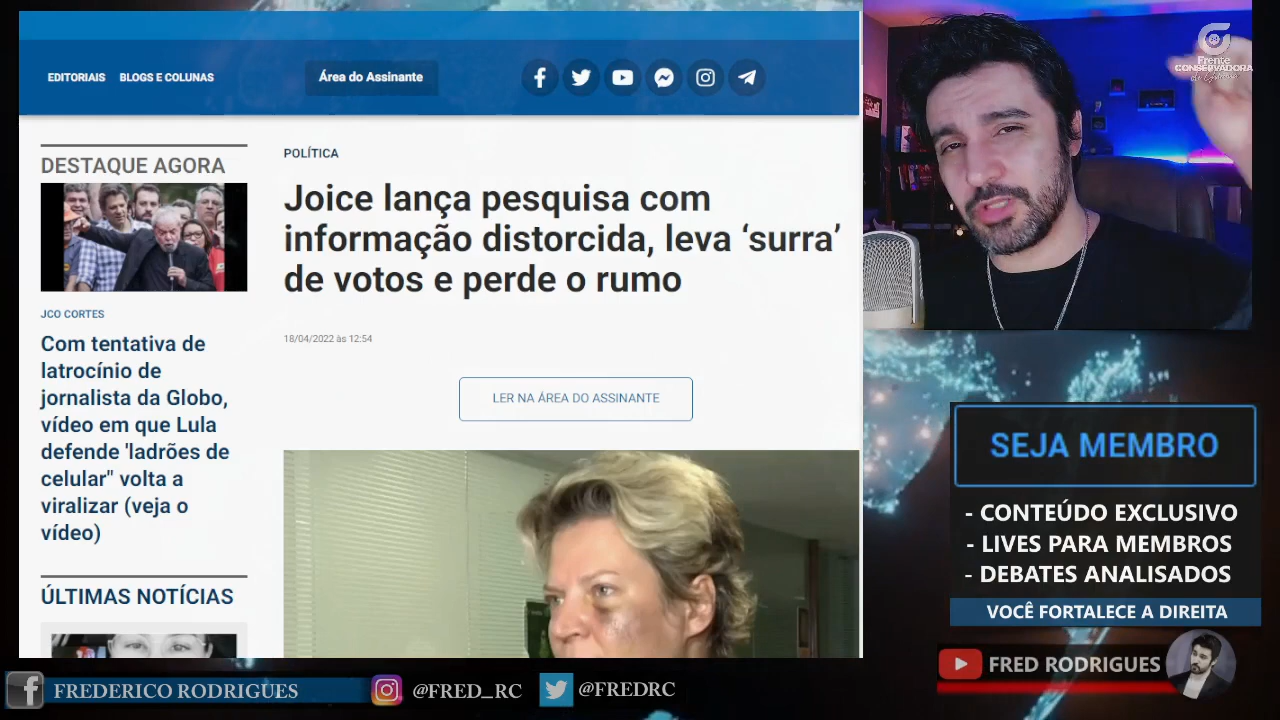 EDITORIAIS BLOGS E COLUNAS Área do Assinante
DESTAQUE AGORA
JCO CORTES
Com tentativa de
latrocínio de
jornalista da Globo,
vídeo em que Lula
defende 'ladrões de
celular" volta a
viralizar (veja o
vídeo)
ÚLTIMAS NOTÍCIAS
POLÍTICA
Joice lança pesquisa com
informação distorcida, leva ‘surra’
de votos e perde o rumo
18/04/2022 às 12:54
LER NA ÁREA DO ASSINANTE
Frente
CONSERVADORA
SEJA MEMBRO
- CONTEÚDO EXCLUSIVO
- LIVES PARA MEMBROS
- DEBATES ANALISADOS
VOCÊ FORTALECE A DIREITA
FRED RODRIGUES
FREDERICO RODRIGUES @FRED_RC @FREDRC